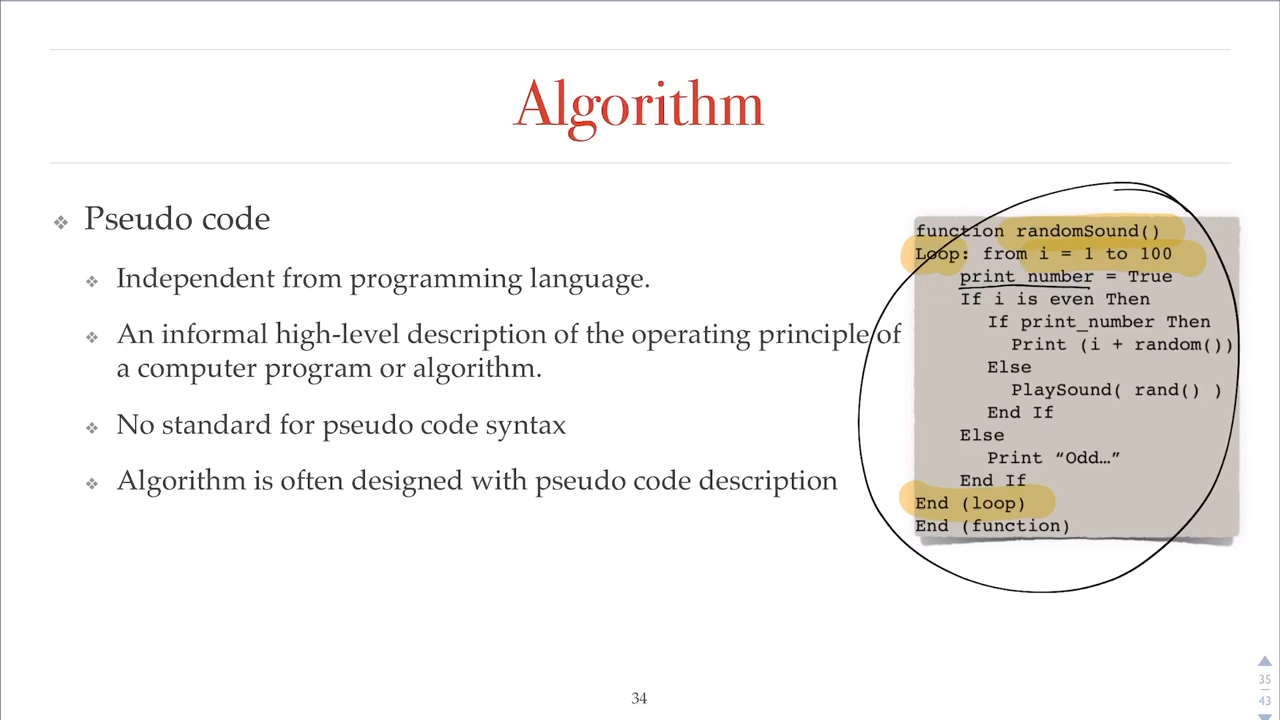 Algorithm
Pseudo code
Independent from programming language.
An informal high-level description of the operating principle of
a computer program or algorithm.
No standard for pseudo code syntax
Algorithm is often designed with pseudo code description
function randomSound()
Loop: from i = 1 to 100
print_number = True
If i is even Then
If print_number Then
Print (i + random())
Else
PlaySound( rand() )
End If
Else
Print “Odd…”
End If
End (loop)
End (function)
34
35
43